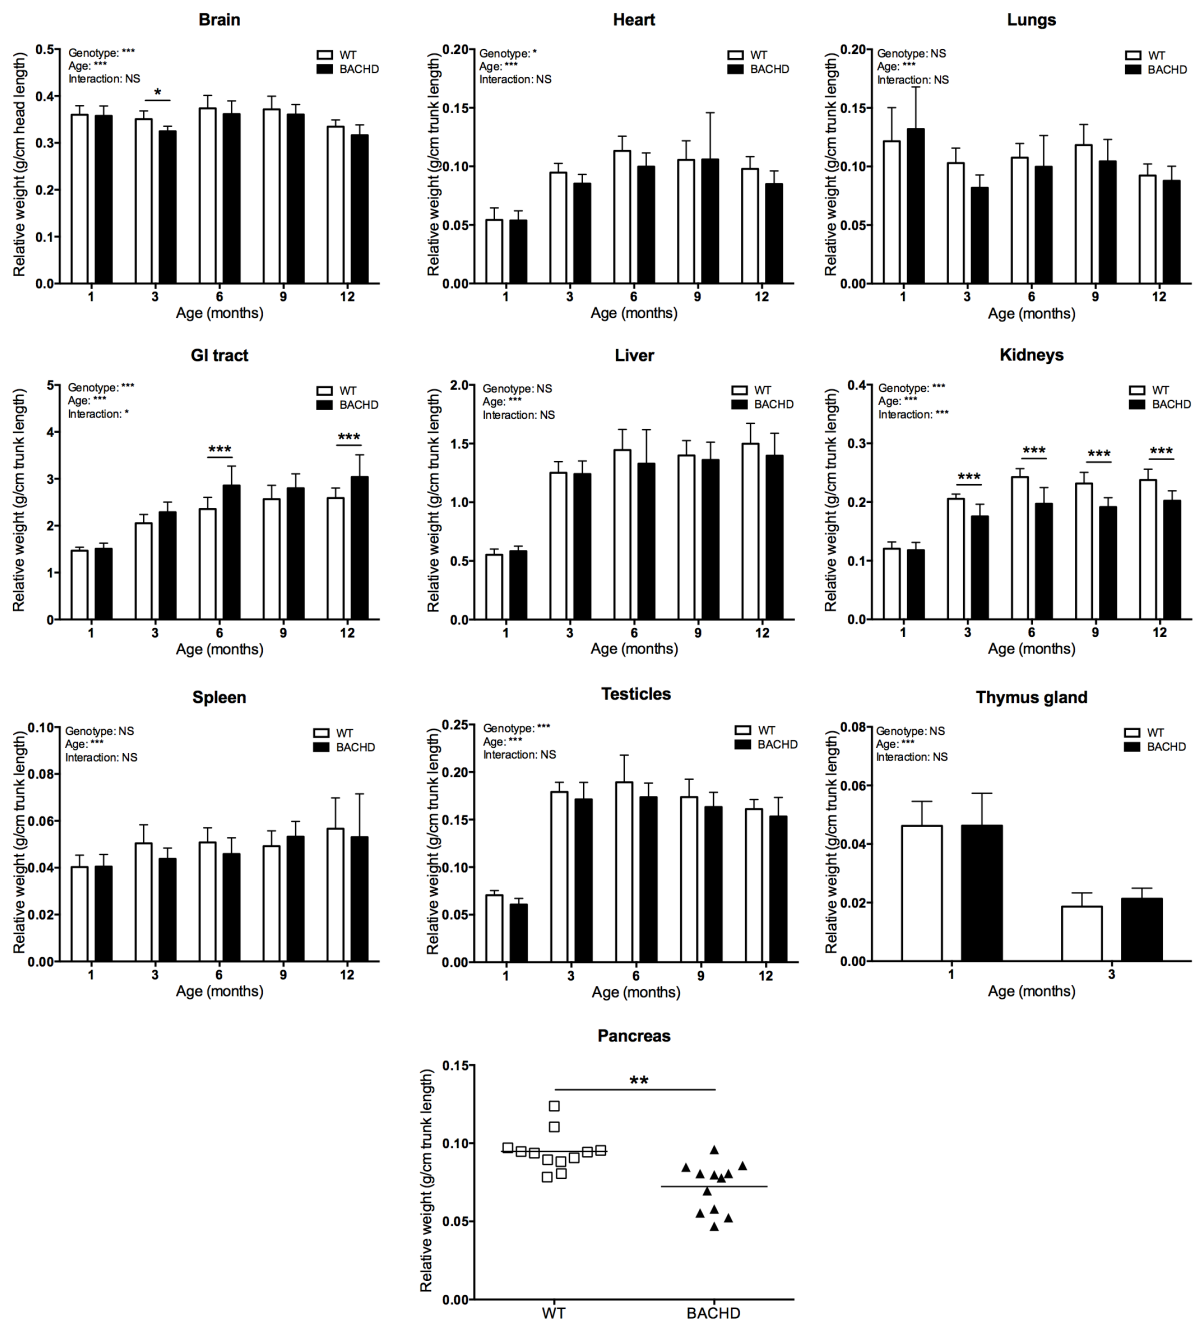 Brain
Relative weight (g/cm head length)
0.5
0.4
0.3
0.2
0.1
0.0
Genotype: ***
Age: ***
Interaction: NS
WT
BACHD
*
1 3 6 9 12
Age (months)
Heart
Relative weight (g/cm trunk length)
0.20
0.15
0.10
0.05
0.00
Genotype: *
Age: ***
Interaction: NS
WT
BACHD
1 3 6 9 12
Age (months)
Lungs
Relative weight (g/cm trunk length)
0.20
0.15
0.10
0.05
0.00
Genotype: NS
Age: ***
Interaction: NS
WT
BACHD
1 3 6 9 12
Age (months)
GI tract
Relative weight (g/cm trunk length)
5
4
3
2
1
0
Genotype: ***
Age: ***
Interaction: *
WT
BACHD
*** ***
1 3 6 9 12
Age (months)
Liver
Relative weight (g/cm trunk length)
2.0
1.5
1.0
0.5
0.0
Genotype: NS
Age: ***
Interaction: NS
WT
BACHD
1 3 6 9 12
Age (months)
Kidneys
Relative weight (g/cm trunk length)
0.4
0.3
0.2
0.1
0.0
Genotype: ***
Age: ***
Interaction: ***
WT
BACHD
*** *** *** ***
1 3 6 9 12
Age (months)
Spleen
Relative weight (g/cm trunk length)
0.10
0.08
0.06
0.04
0.02
0.00
Genotype: NS
Age: ***
Interaction: NS
WT
BACHD
1 3 6 9 12
Age (months)
Testicles
Relative weight (g/cm trunk length)
0.25
0.20
0.15
0.10
0.05
0.00
Genotype: ***
Age: ***
Interaction: NS
WT
BACHD
1 3 6 9 12
Age (months)
Thymus gland
Relative weight (g/cm trunk length)
0.08
0.06
0.04
0.02
0.00
Genotype: NS
Age: ***
Interaction: NS
WT
BACHD
1 3
Age (months)
Pancreas
Relative weight (g/cm trunk length)
0.15
0.10
0.05
0.00
**
WT BACHD